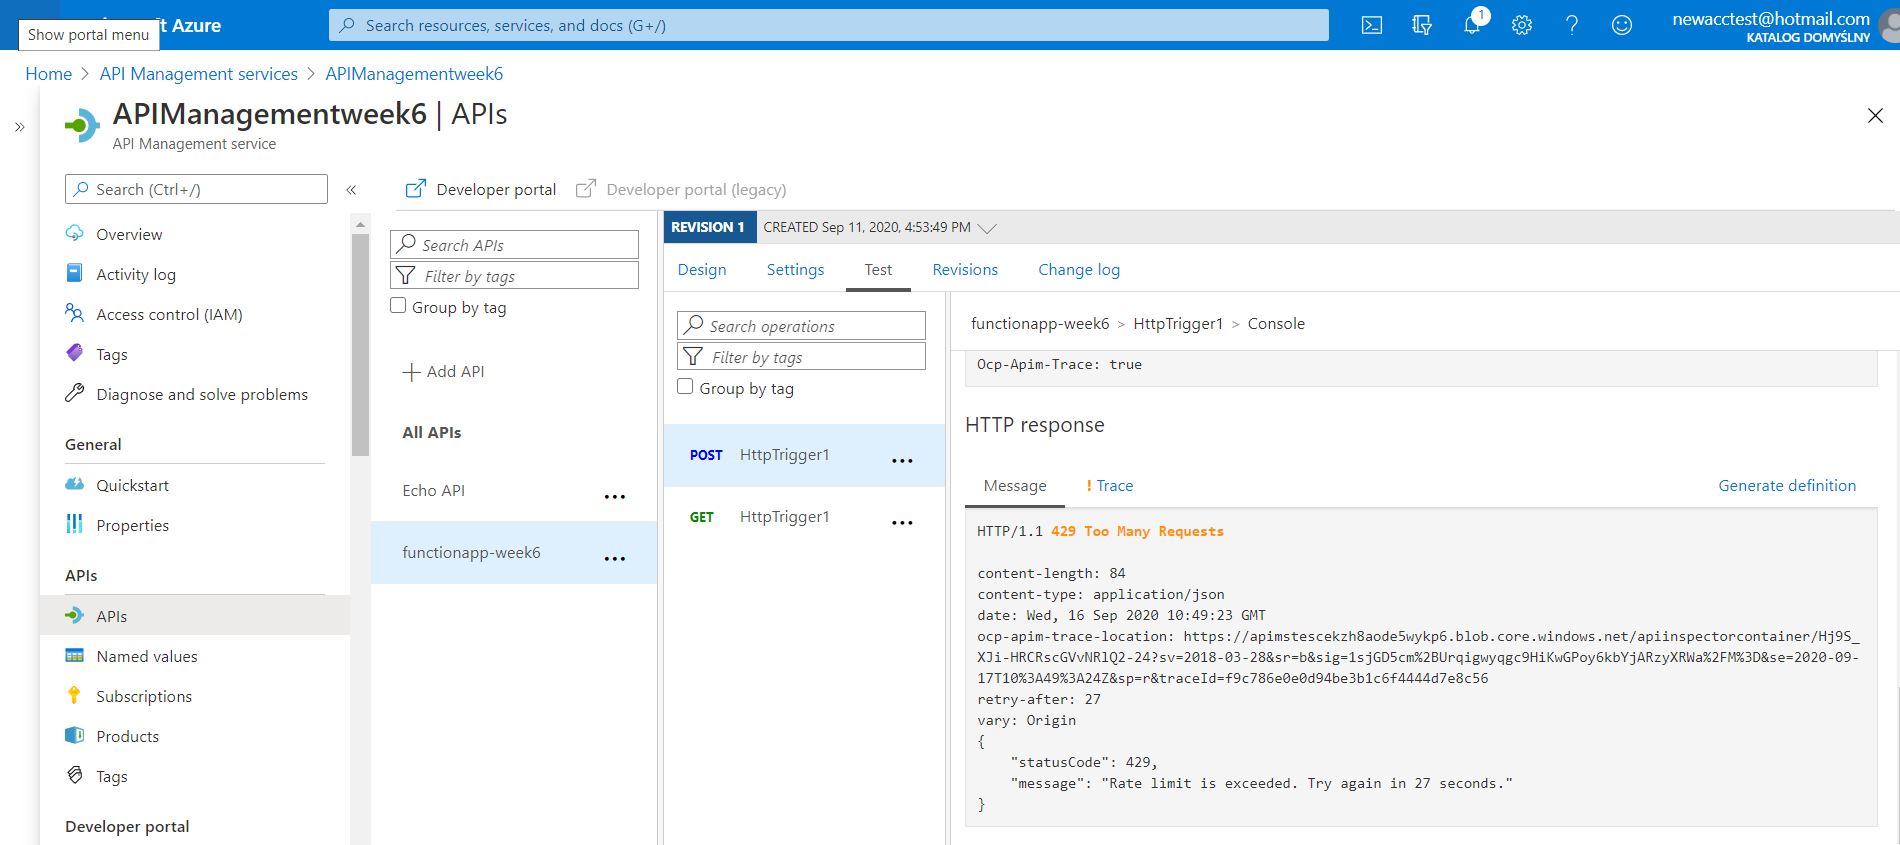 Show portal menu
soft Azure
Search resources, services, and docs (G+/)
1
newacctest@hotmail.com
KATALOG DOMYŚLNY
Home > API Management services > APIManagementweek6
»
APIManagementweek6 | APIs
API Management service
Search (Ctrl+/)
«
Overview
Activity log
Access control (IAM)
Tags
Diagnose and solve problems
General
Quickstart
Properties
APIs
APIs
Named values
Subscriptions
Products
Tags
Developer portal
Developer portal
Developer portal (legacy)
Search APIs
Filter by tags
Group by tag
+ Add API
All APIs
Echo API ...
functionapp-week6 ...
REVISION 1 CREATED Sep 11, 2020, 4:53:49 PM
Design Settings Test Revisions Change log
Search operations
Filter by tags
Group by tag
POST HttpTrigger1 ...
GET HttpTrigger1 ...
functionapp-week6 > HttpTrigger1 > Console
Ocp-Apim-Trace: true
HTTP response
Message ! Trace Generate definition
HTTP/1.1 429 Too Many Requests
content-length: 84
content-type: application/json
date: Wed, 16 Sep 2020 10:49:23 GMT
ocp-apim-trace-location: https://apimstescekzh8aode5wykp6.blob.core.windows.net/apiinspectorcontainer/Hj9S_
XJi-HRCRscGVvNRlQ2-24?sv=2018-03-28&sr=b&sig=1sjGD5cm%2BUrqigwyqgc9HiKwGPoy6kbYjARzyXRWa%2FM%3D&se=2020-09-
17T10%3A49%3A24Z&sp=r&traceId=f9c786e0e0d94be3b1c6f4444d7e8c56
retry-after: 27
vary: Origin
{
"statusCode": 429,
"message": "Rate limit is exceeded. Try again in 27 seconds."
}